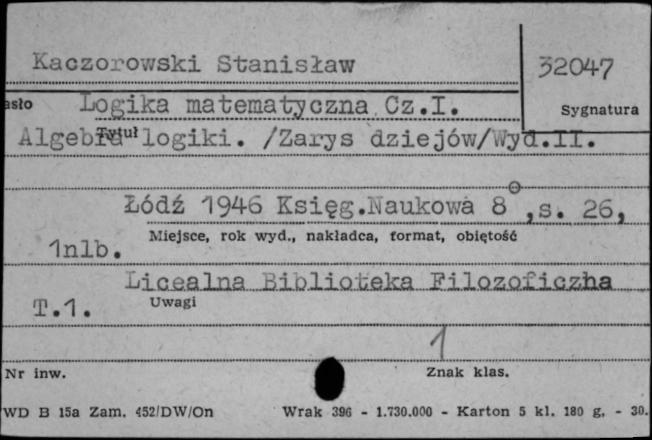 Kaczorowski Stanisław
32047
asło Logika matematyczna Cz.I.
Sygnatura
Tytuł
Algebra logiki. /Zarys dziejów/Wyd.II.
Łódź 1946 Księg.Naukowa 8°,s. 26,
Miejsce, rok wyd., nakładca, format, objętość
1nlb.
Licealna Biblioteka Filozoficzna
T.1.
Uwagi
1
Nr inw.
Znak klas.
WD B 15a Zam. 452/DW/On Wrak 396 - 1.730.000 - Karton 5 kl. 180 g. - 30.